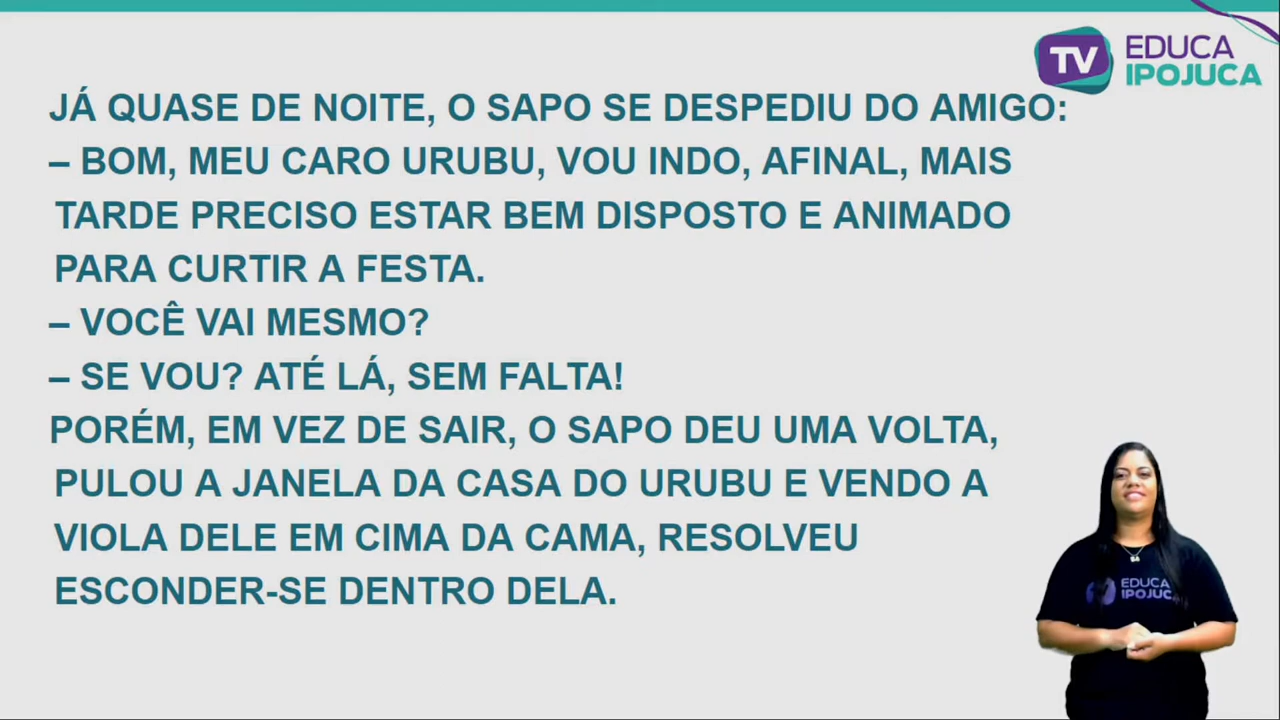 TV EDUCA
IPOJUCA
JÁ QUASE DE NOITE, O SAPO SE DESPEDIU DO AMIGO:
– BOM, MEU CARO URUBU, VOU INDO, AFINAL, MAIS
TARDE PRECISO ESTAR BEM DISPOSTO E ANIMADO
PARA CURTIR A FESTA.
– VOCÊ VAI MESMO?
– SE VOU? ATÉ LÁ, SEM FALTA!
PORÉM, EM VEZ DE SAIR, O SAPO DEU UMA VOLTA,
PULOU A JANELA DA CASA DO URUBU E VENDO A
VIOLA DELE EM CIMA DA CAMA, RESOLVEU
ESCONDER-SE DENTRO DELA.
EDUCA
IPOJUC